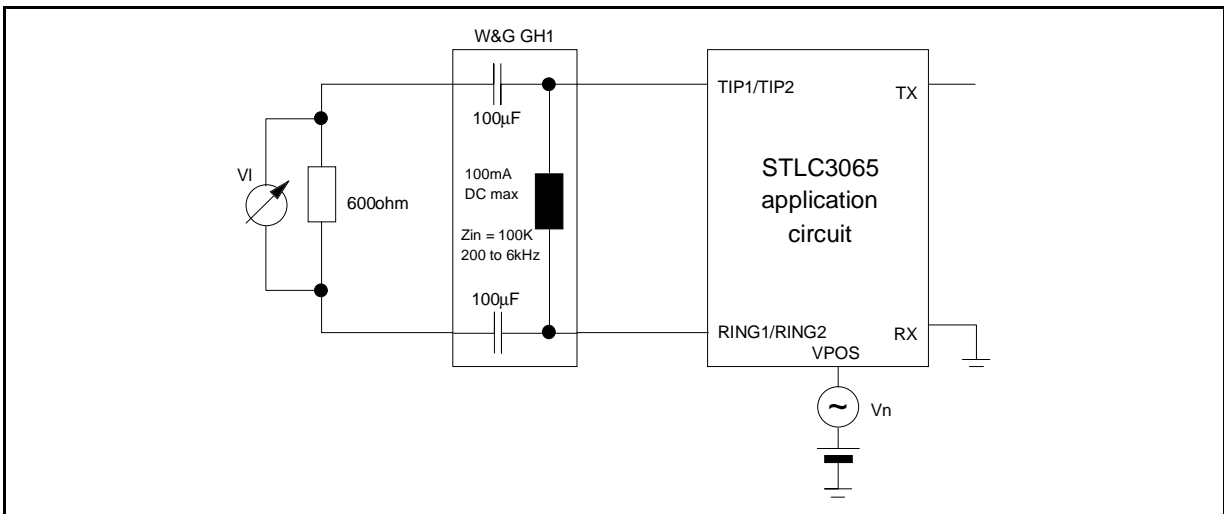 W&G GH1
100μF
TIP1/TIP2
TX
VI
600ohm
100mA
DC max
Zin = 100K
200 to 6kHz
STLC3065
application
circuit
100μF
RING1/RING2
RX
VPOS
~
Vn